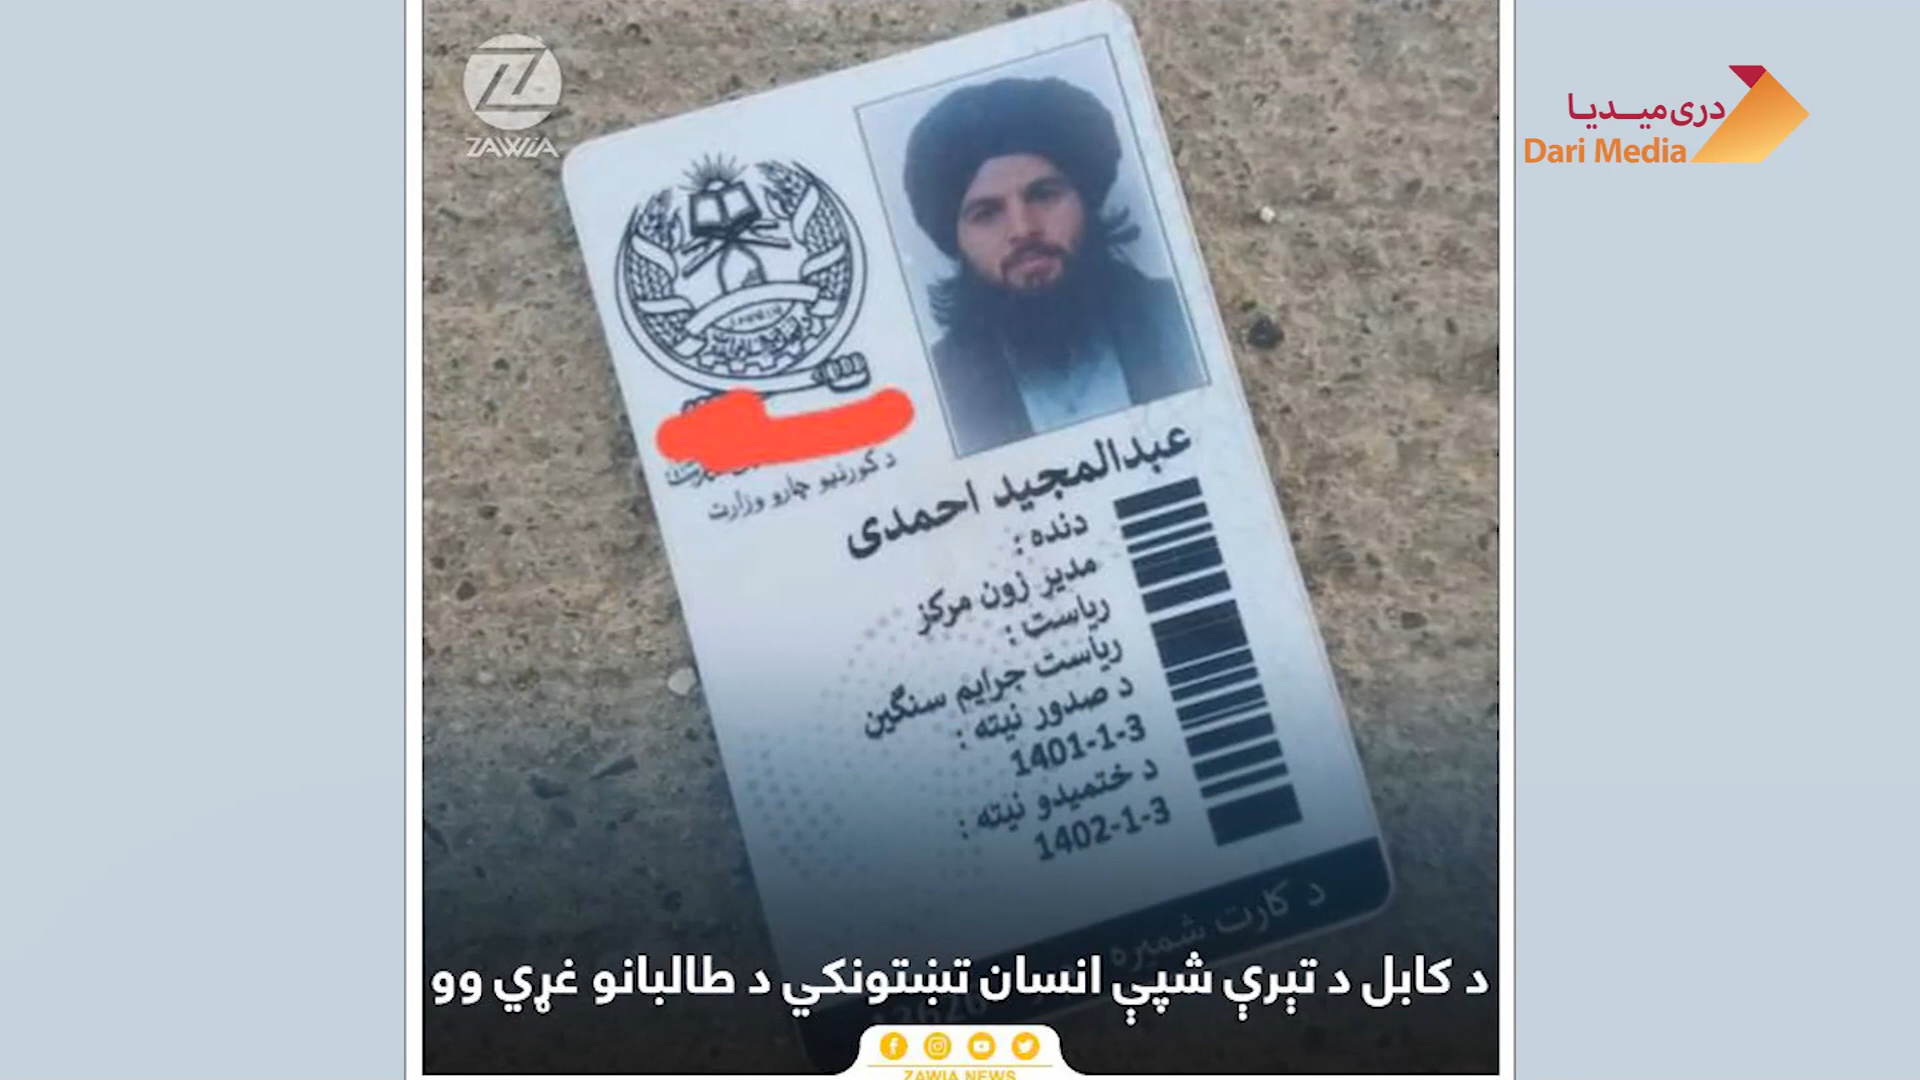 ZAWIA
دری میدیا
Dari Media
د کورنیو چارو وزارت
عبدالمجید احمدی
دنده :
مدیر زون مرکز
ریاست :
ریاست جرایم سنگین
د صدور نیته :
1401-1-3
د ختمیدو نیته :
1402-1-3
د کارت شمیره
د کابل د تېرې شپې انسان تښتونکي د طالبانو غړي وو
ZAWIA NEWS